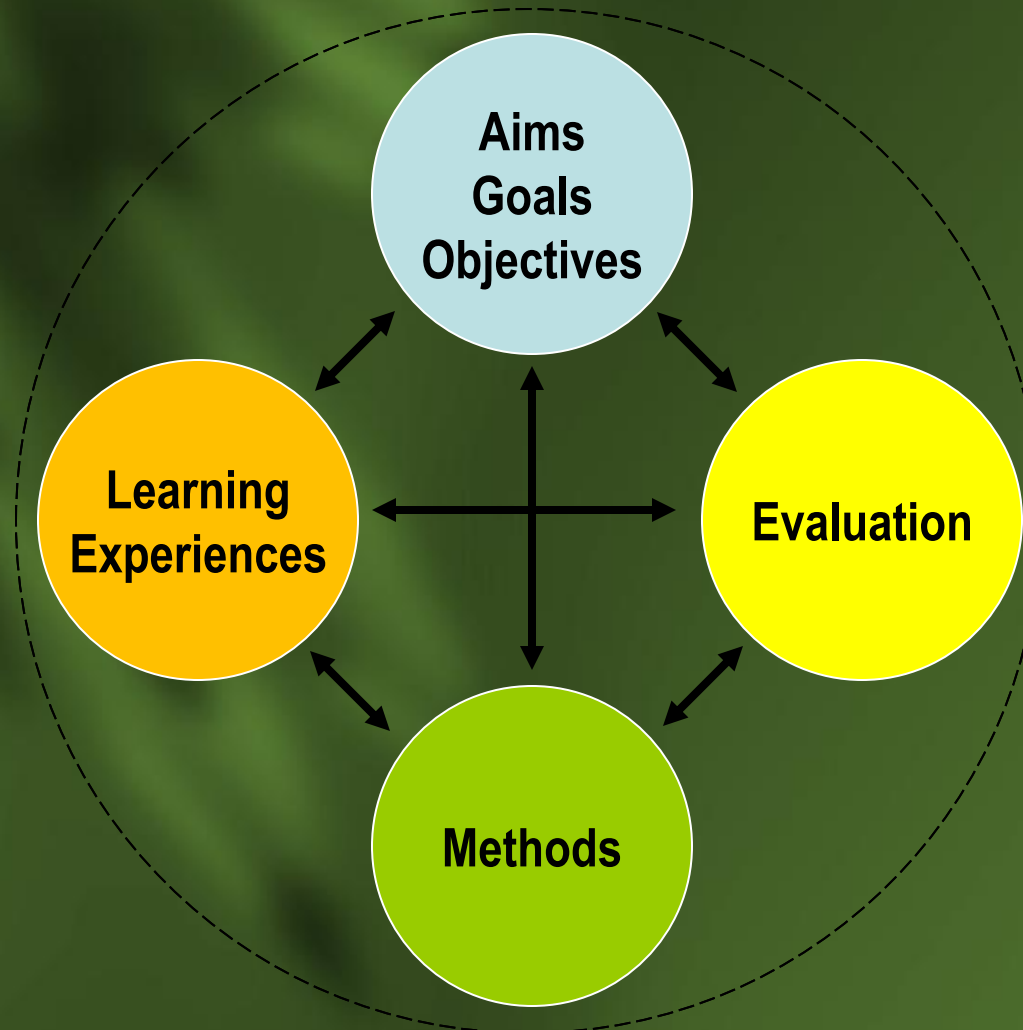 Aims
Goals
Objectives
Learning
Experiences
Evaluation
Methods